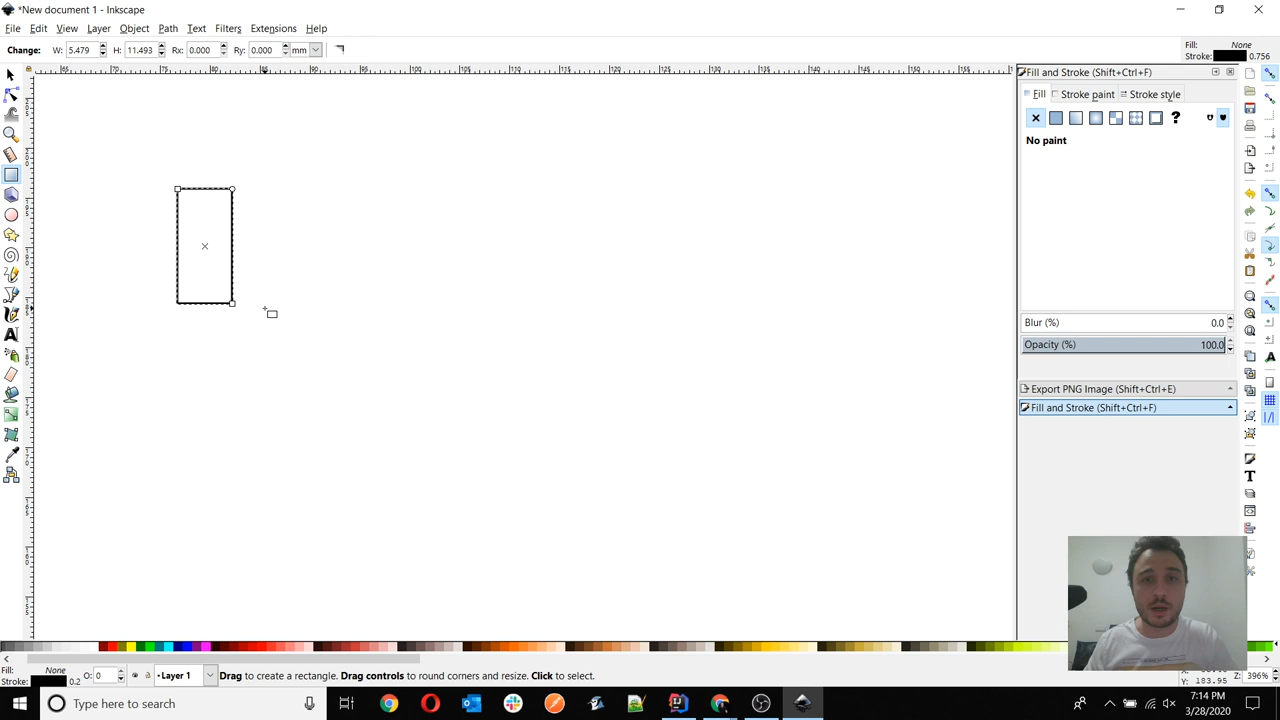 *New document 1 - Inkscape
File Edit View Layer Object Path Text Filters Extensions Help
Change: W: 5.479 H: 11.493 Rx: 0.000 Ry: 0.000 mm
Fill: None
Stroke: 0.756
Fill and Stroke (Shift+Ctrl+F)
Fill Stroke paint Stroke style
?
No paint
Blur (%) 0.0
Opacity (%) 100.0
Export PNG Image (Shift+Ctrl+E)
Fill and Stroke (Shift+Ctrl+F)
Fill: None
Stroke: 0.2
O: 0
•Layer 1
Drag to create a rectangle. Drag controls to round corners and resize. Click to select.
Y: 183.95
Z: 396%
Type here to search
7:14 PM
3/28/2020